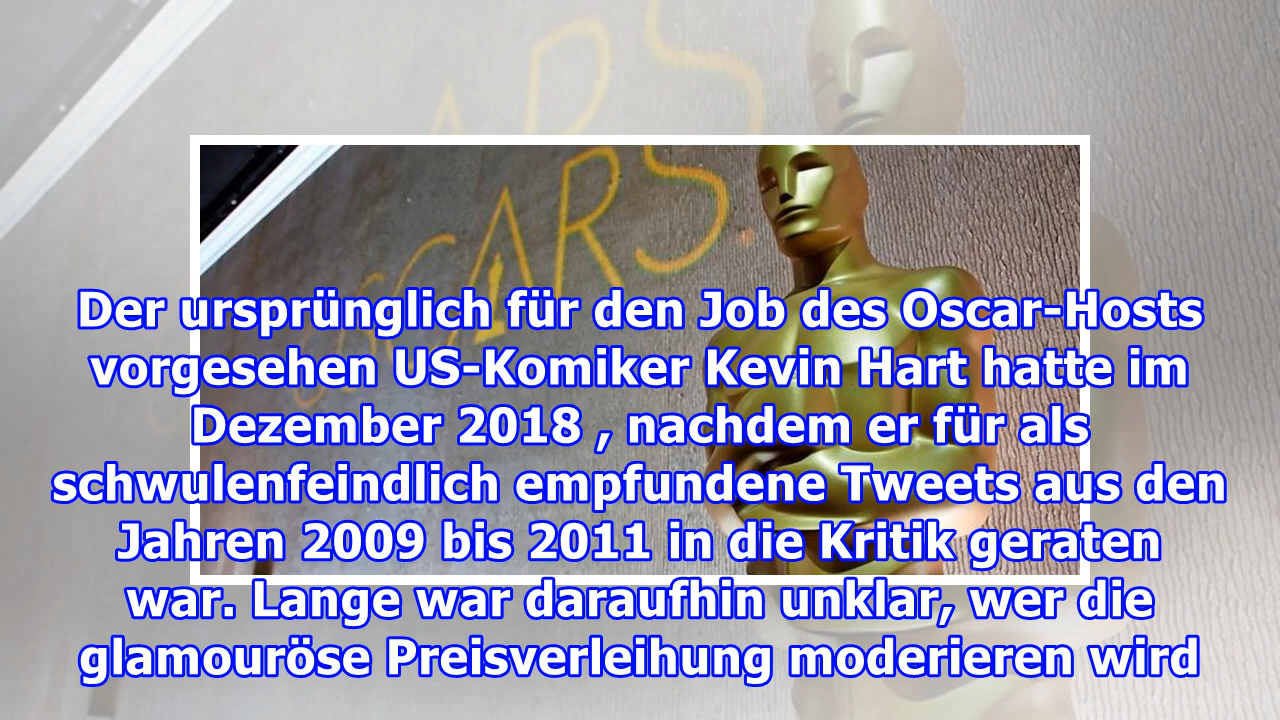 OSCARS.
Der ursprünglich für den Job des Oscar-Hosts
vorgesehen US-Komiker Kevin Hart hatte im
Dezember 2018 , nachdem er für als
schwulenfeindlich empfundene Tweets aus den
Jahren 2009 bis 2011 in die Kritik geraten
war. Lange war daraufhin unklar, wer die
glamouröse Preisverleihung moderieren wird